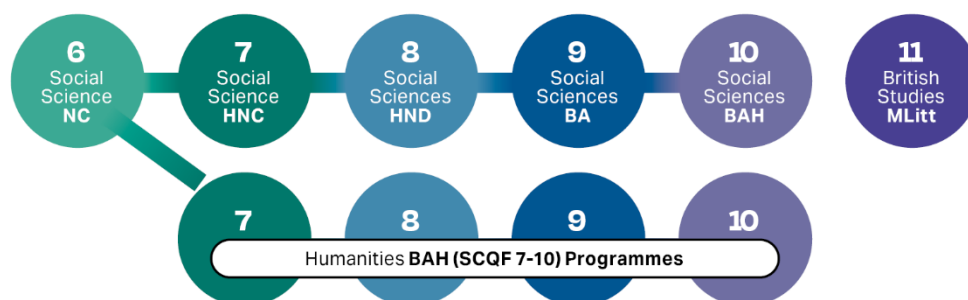 6
Social
Science
NC
7
Social
Science
HNC
8
Social
Sciences
HND
9
Social
Sciences
BA
10
Social
Sciences
BAH
11
British
Studies
MLitt
7
8
9
10
Humanities BAH (SCQF 7-10) Programmes